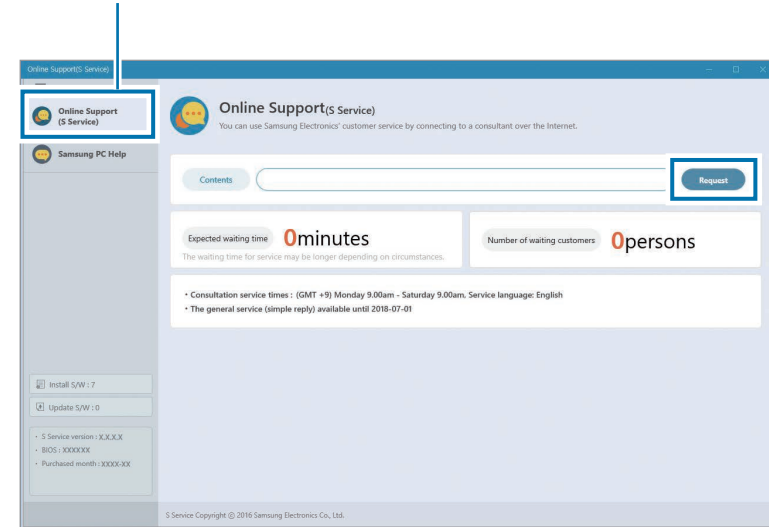 Online Support(S Service)
Online Support
(S Service)
Samsung PC Help
Online Support(S Service)
You can use Samsung Electronics' customer service by connecting to a consultant over the Internet.
Contents
Request
Expected waiting time 0minutes
The waiting time for service may be longer depending on circumstances.
Number of waiting customers 0persons
• Consultation service times : (GMT +9) Monday 9.00am - Saturday 9.00am, Service language: English
• The general service (simple reply) available until 2018-07-01
Install S/W : 7
Update S/W : 0
• S Service version : X.X.X.X
• BIOS : XXXXXX
• Purchased month : XXXX-XX
S Service Copyright ⓒ 2016 Samsung Electronics Co., Ltd.